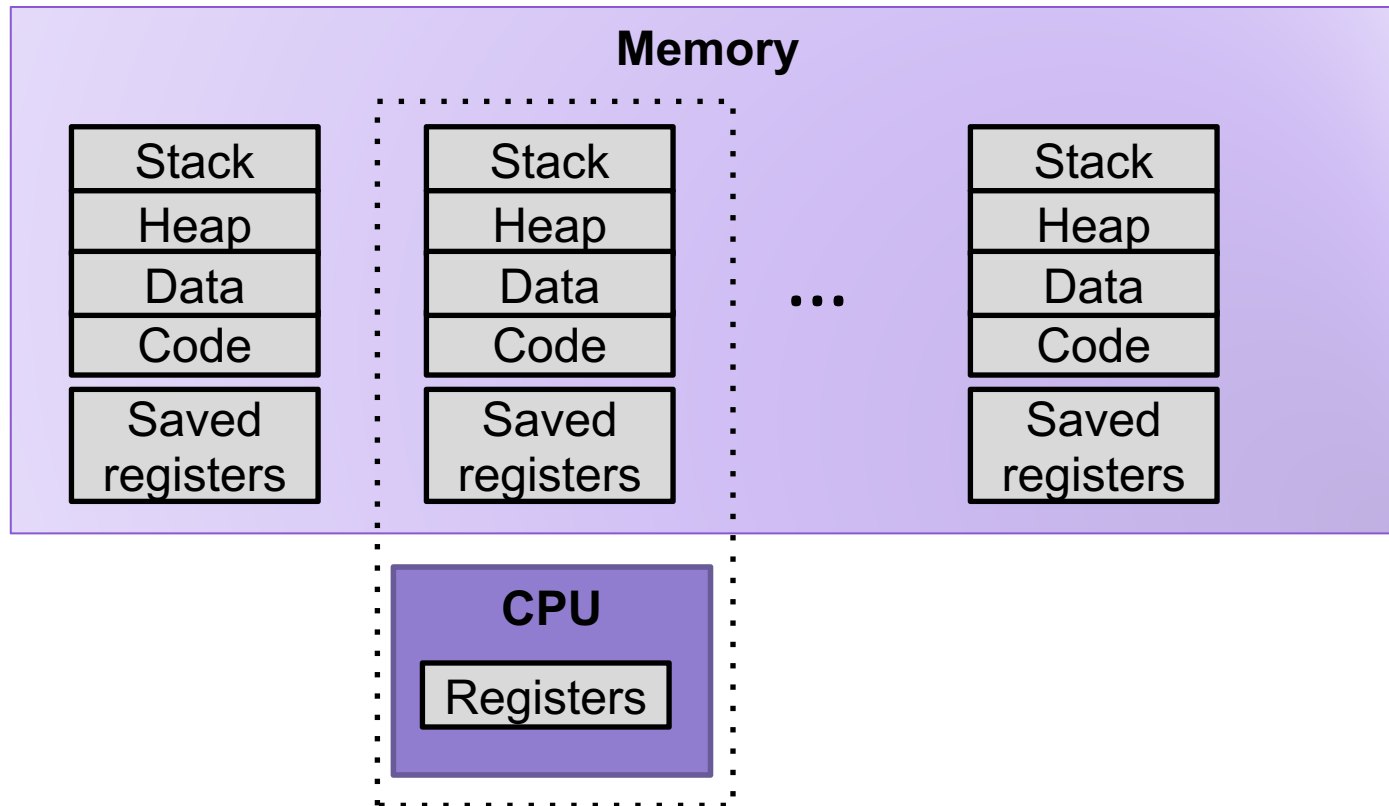 Memory
Stack
Heap
Data
Code
Saved
registers
Stack
Heap
Data
Code
Saved
registers
...
Stack
Heap
Data
Code
Saved
registers
CPU
Registers